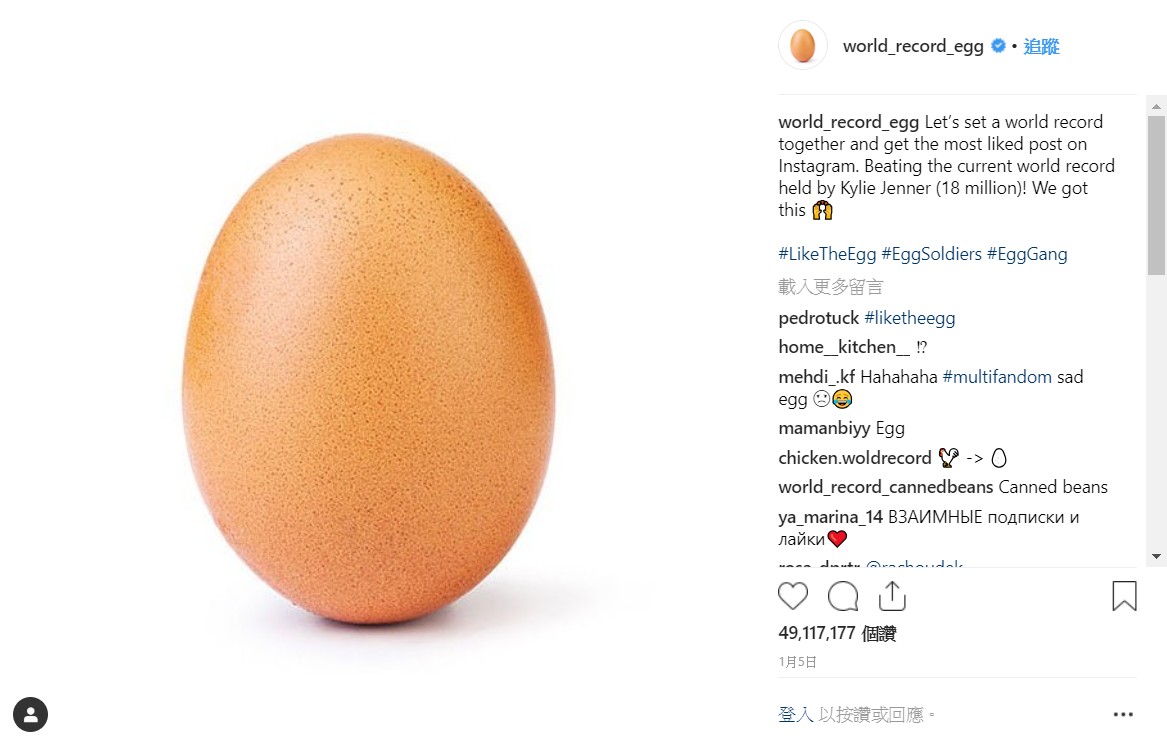 world_record_egg • 追蹤
world_record_egg Let's set a world record
together and get the most liked post on
Instagram. Beating the current world record
held by Kylie Jenner (18 million)! We got
this 🙌
#LikeTheEgg #EggSoldiers #EggGang
載入更多留言
pedrotuck #liketheegg
home__kitchen__ ⁉
mehdi_.kf Hahahaha #multifandom sad
egg ☹😂
mamanbiyy Egg
chicken.woldrecord 🐓 -> 🥚
world_record_cannedbeans Canned beans
ya_marina_14 ВЗАИМНЫЕ подписки и
лайки❤
49,117,177 個讚
1月5日
登入 以按讚或回應。